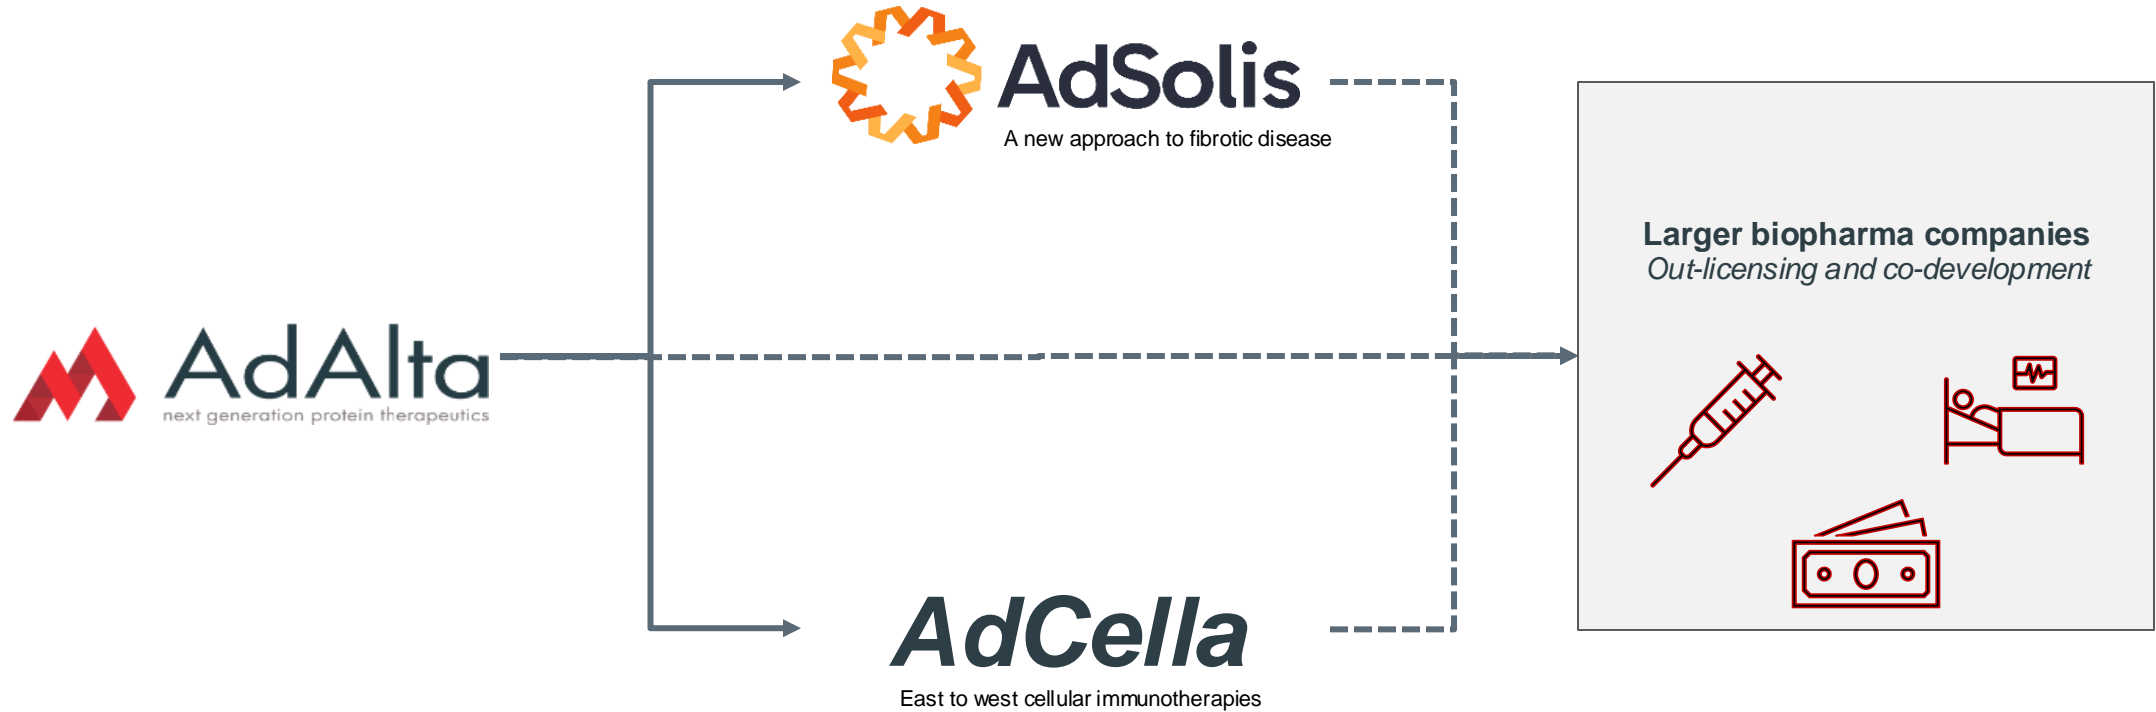 AdSolis
A new approach to fibrotic disease
AdAlta
next generation protein therapeutics
Larger biopharma companies
Out-licensing and co-development
AdCella
East to west cellular immunotherapies